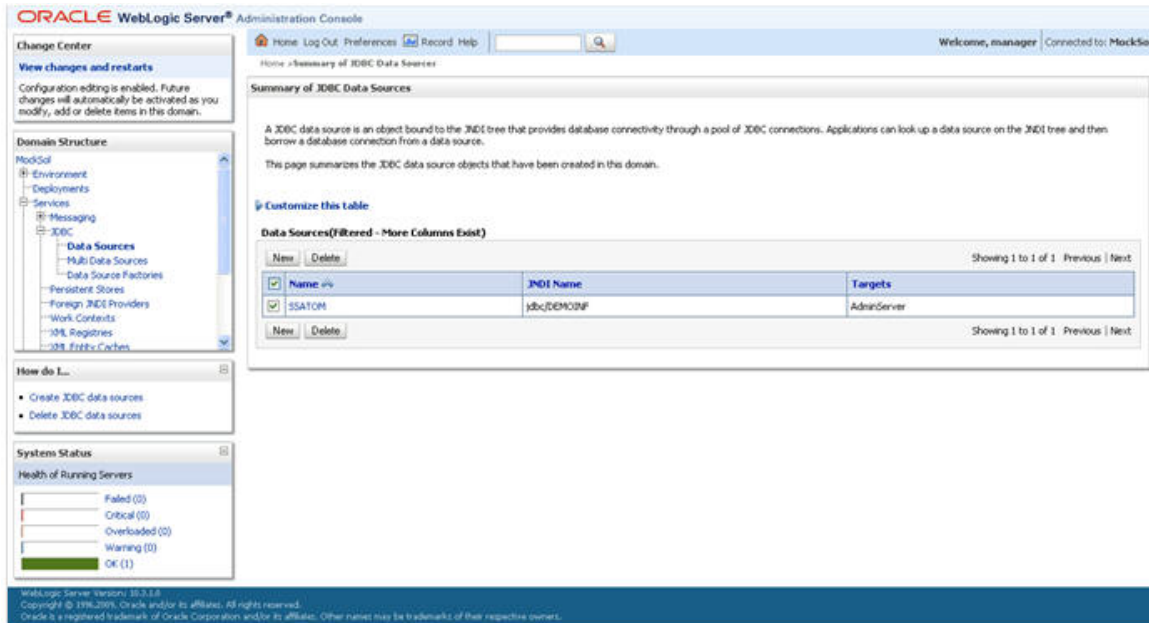 ORACLE WebLogic Server® Administration Console
Change Center
View changes and restarts
Configuration editing is enabled. Future
changes will automatically be activated as you
modify, add or delete items in this domain.
Domain Structure
MockSol
Environment
Deployments
Services
Messaging
JDBC
Data Sources
Multi Data Sources
Data Source Factories
Persistent Stores
Foreign JNDI Providers
Work Contexts
XML Registries
XML Entity Caches
How do I...
Create JDBC data sources
Delete JDBC data sources
System Status
Health of Running Servers
Failed (0)
Critical (0)
Overloaded (0)
Warning (0)
OK (1)
Home Log Out Preferences Record Help
Welcome, manager Connected to: MockSo
Home >Summary of JDBC Data Sources
Summary of JDBC Data Sources
A JDBC data source is an object bound to the JNDI tree that provides database connectivity through a pool of JDBC connections. Applications can look up a data source on the JNDI tree and then
borrow a database connection from a data source.
This page summarizes the JDBC data source objects that have been created in this domain.
Customize this table
Data Sources(Filtered - More Columns Exist)
New Delete Showing 1 to 1 of 1 Previous | Next
Name JNDI Name Targets
SSATOM jdbc/DEMOINF AdminServer
New Delete Showing 1 to 1 of 1 Previous | Next
WebLogic Server Version: 10.3.1.0
Copyright © 1996,2009, Oracle and/or its affiliates. All rights reserved.
Oracle is a registered trademark of Oracle Corporation and/or its affiliates. Other names may be trademarks of their respective owners.